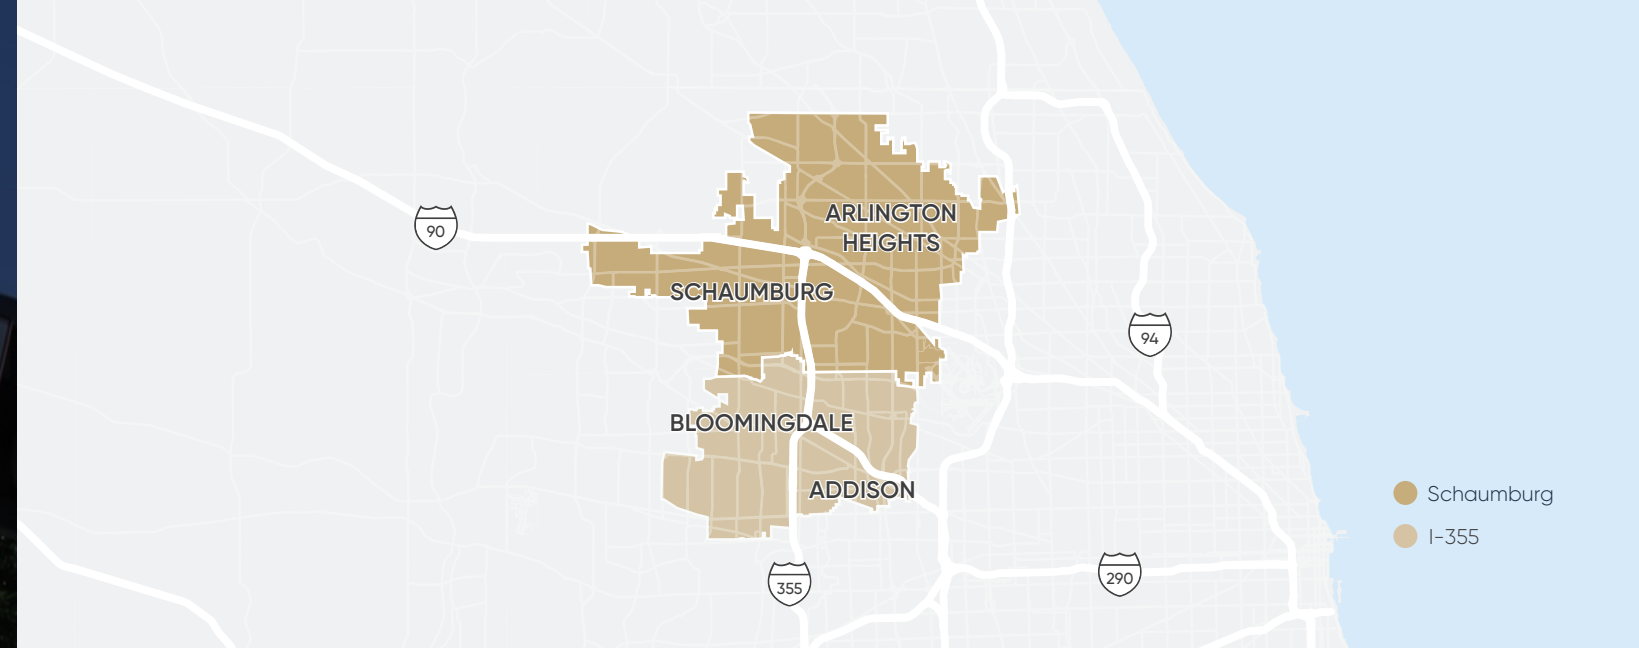 ARLINGTON
HEIGHTS
90
SCHAUMBURG
94
BLOOMINGDALE
ADDISON
Schaumburg
I-355
355
290